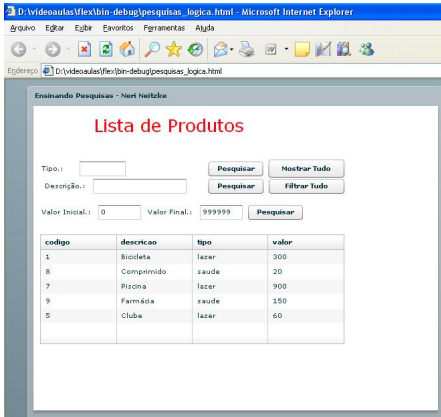 D:\videoaulas\flex\bin-debug\pesquisas_logica.html - Microsoft Internet Explorer
Arquivo Editar Exibir Favoritos Ferramentas Ajuda
Endereço D:\videoaulas\flex\bin-debug\pesquisas_logica.html
Ensinando Pesquisas - Neri Neitzke
Lista de Produtos
Tipo.: Pesquisar Mostrar Tudo
Descrição.: Pesquisar Filtrar Tudo
Valor Inicial.: 0 Valor Final.: 999999 Pesquisar
codigo descricao tipo valor
1 Bicicleta lazer 300
8 Comprimido saude 20
7 Piscina lazer 900
9 Farmácia saude 150
5 Clube lazer 60